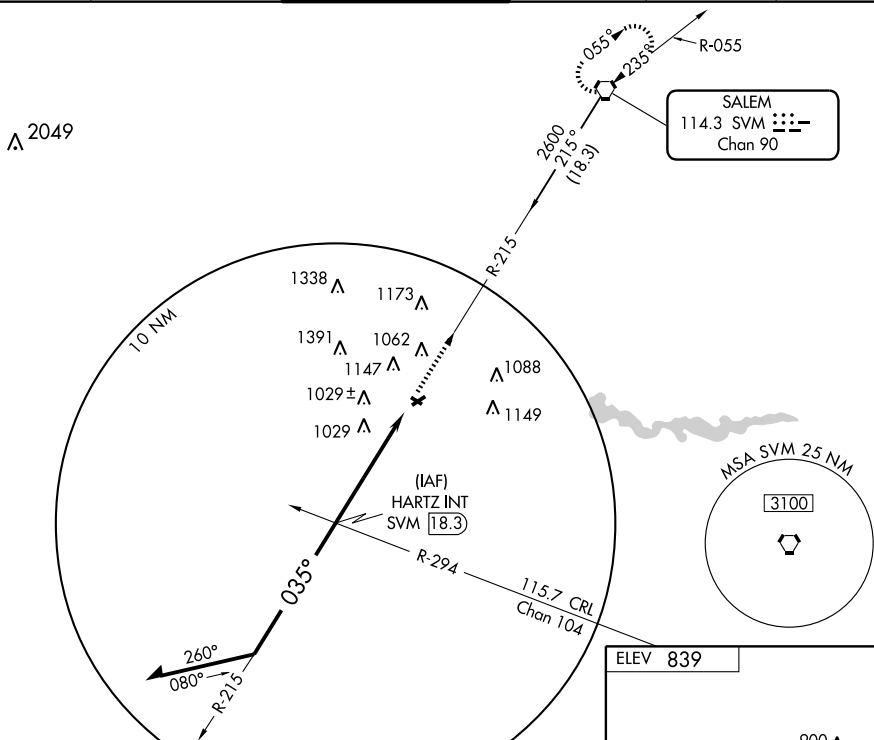 055°
235°
R-055
SALEM
114.3 SVM
Chan 90
2049
2600
215°
(18.3)
R-215
10 NM
1338
1173
1391
1062
1147
1088
1029±
1149
1029
(IAF)
HARTZ INT
SVM 18.3
MSA SVM 25 NM
3100
R-294
115.7 CRL
Chan 104
035°
260°
080°
R-215
ELEV 839